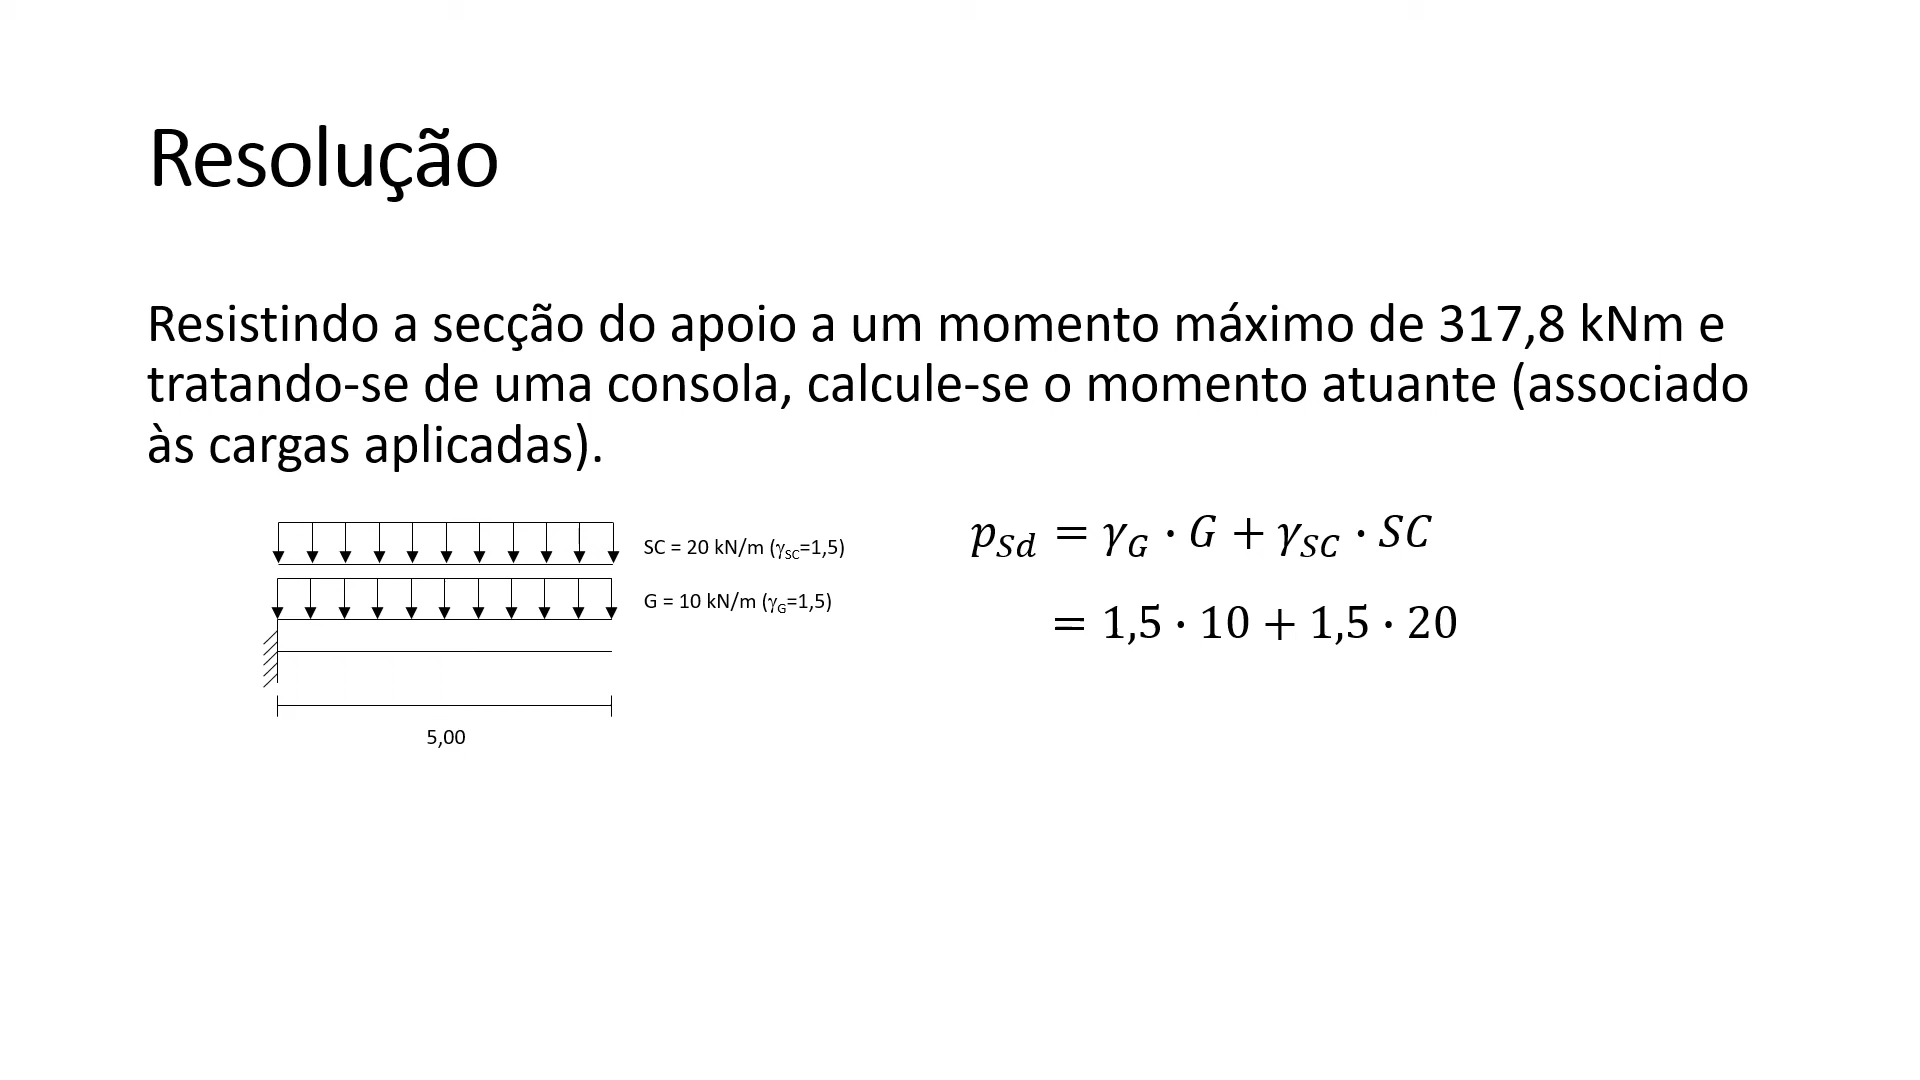 Resolução
Resistindo a secção do apoio a um momento máximo de 317,8 kNm e
tratando-se de uma consola, calcule-se o momento atuante (associado
às cargas aplicadas).
SC = 20 kN/m (γSC=1,5)
G = 10 kN/m (γG=1,5)
5,00
pSd = γG · G + γSC · SC
= 1,5 · 10 + 1,5 · 20